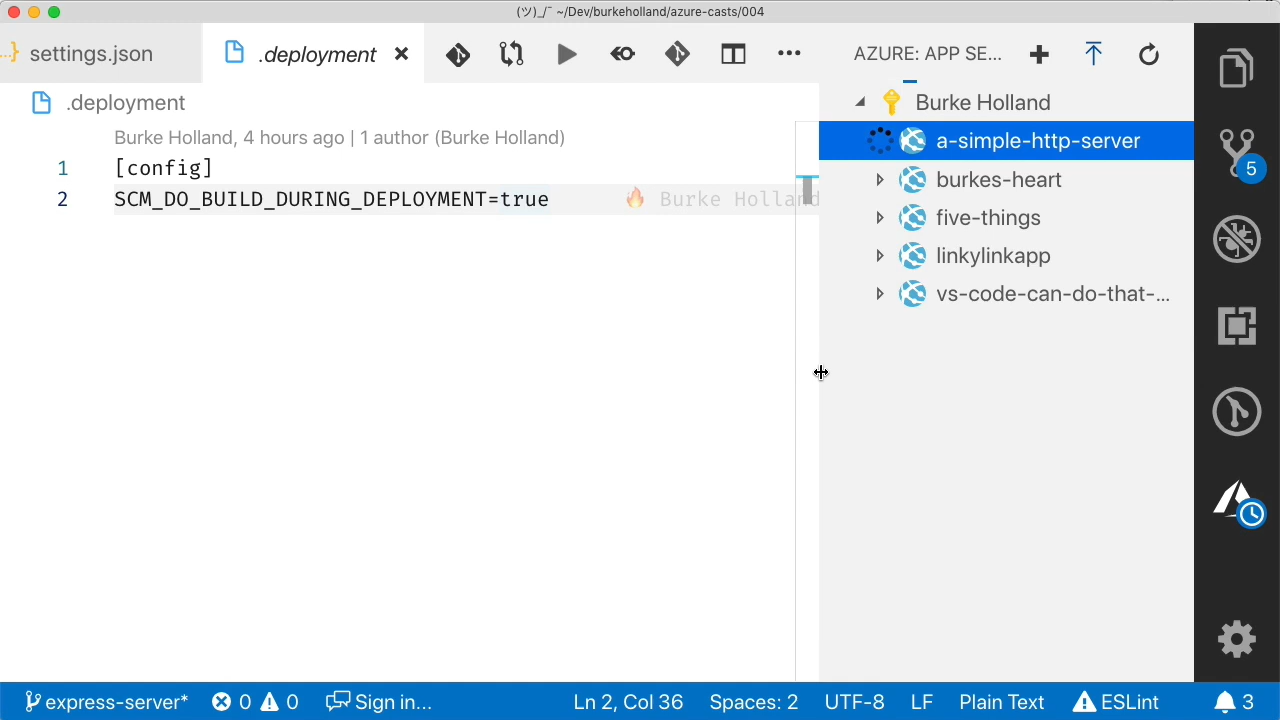 (ツ)_/¯ ~/Dev/burkeholland/azure-casts/004
settings.json
.deployment
AZURE: APP SE...
.deployment
Burke Holland, 4 hours ago | 1 author (Burke Holland)
1 [config]
2 SCM_DO_BUILD_DURING_DEPLOYMENT=true 🔥 Burke Holland
Burke Holland
a-simple-http-server
burkes-heart
five-things
linkylinkapp
vs-code-can-do-that-...
5
express-server* 0 0 Sign in... Ln 2, Col 36 Spaces: 2 UTF-8 LF Plain Text ESLint 3